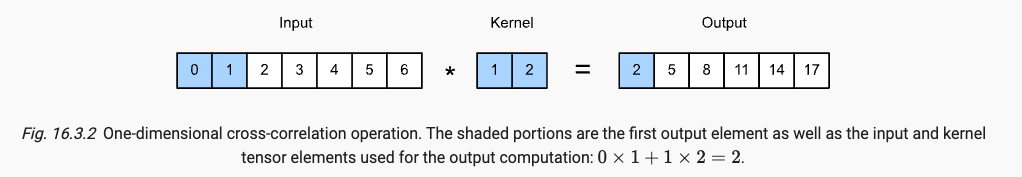 Input Kernel Output
0 1 2 3 4 5 6 * 1 2 = 2 5 8 11 14 17
Fig. 16.3.2 One-dimensional cross-correlation operation. The shaded portions are the first output element as well as the input and kernel
tensor elements used for the output computation: 0 × 1 + 1 × 2 = 2.